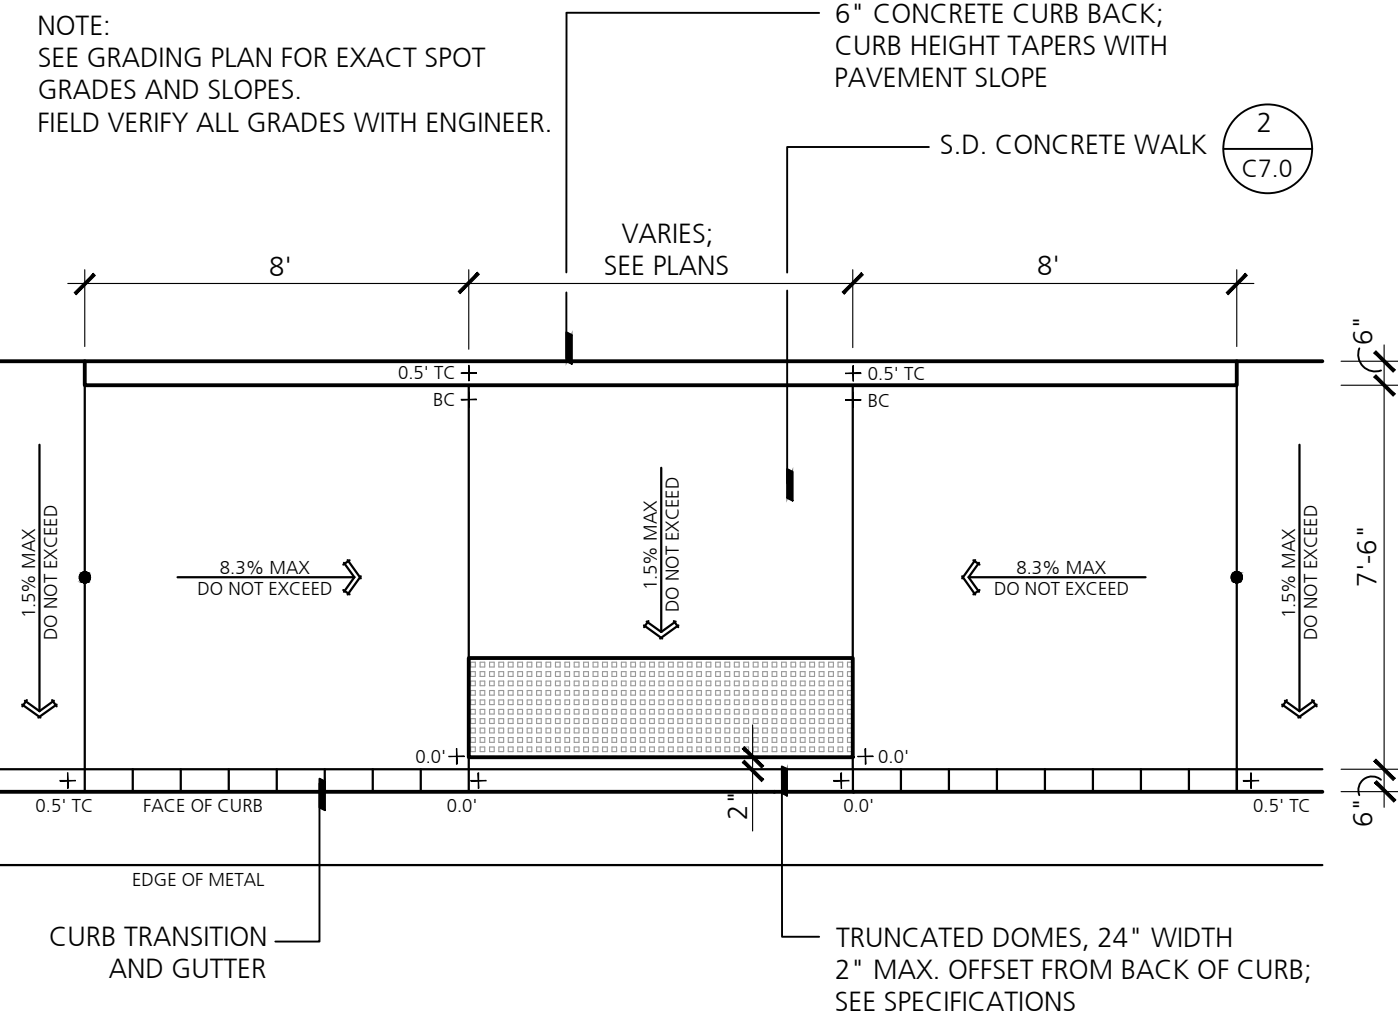 NOTE:
SEE GRADING PLAN FOR EXACT SPOT
GRADES AND SLOPES.
FIELD VERIFY ALL GRADES WITH ENGINEER.
6" CONCRETE CURB BACK;
CURB HEIGHT TAPERS WITH
PAVEMENT SLOPE
S.D. CONCRETE WALK
2
C7.0
VARIES;
SEE PLANS
8'
8'
6"
0.5' TC
0.5' TC
BC
BC
1.5% MAX
DO NOT EXCEED
8.3% MAX
DO NOT EXCEED
1.5% MAX
DO NOT EXCEED
8.3% MAX
DO NOT EXCEED
1.5% MAX
DO NOT EXCEED
7'-6"
0.0'
0.0'
0.5' TC
FACE OF CURB
0.0'
2"
0.0'
0.5' TC
6"
EDGE OF METAL
CURB TRANSITION
AND GUTTER
TRUNCATED DOMES, 24" WIDTH
2" MAX. OFFSET FROM BACK OF CURB;
SEE SPECIFICATIONS